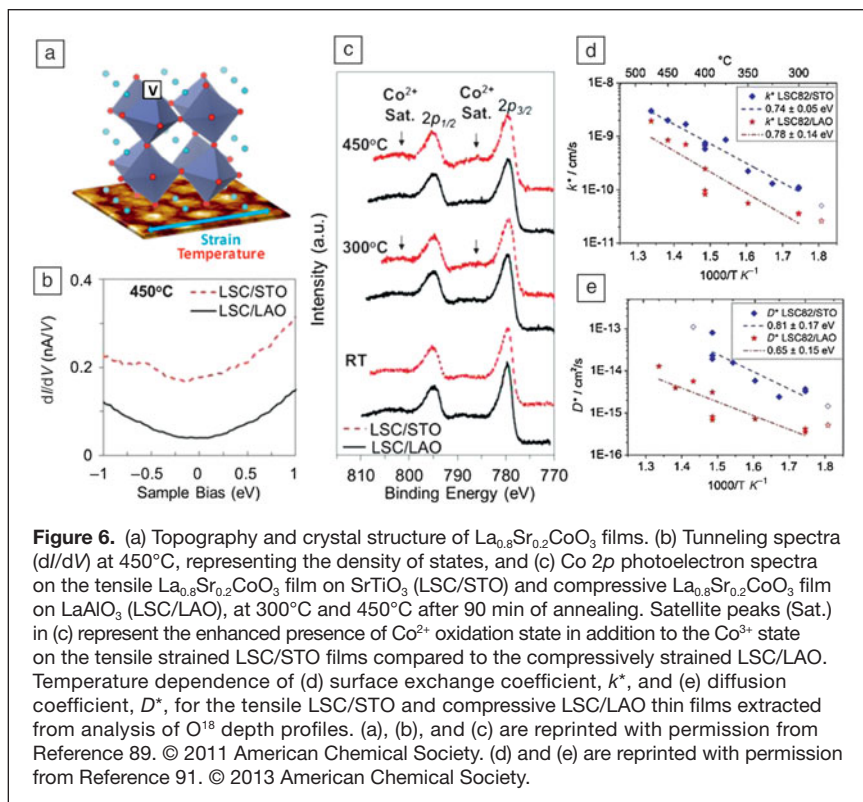 a
V
Strain
Temperature
b
0.4
450°C
LSC/STO
LSC/LAO
dI/dV (nA/V)
0.2
0
−1
−0.5
0
0.5
1
Sample Bias (eV)
c
Co2+
Sat.
2p1/2
Co2+
Sat.
2p3/2
450°C
300°C
RT
LSC/STO
LSC/LAO
Intensity (a.u.)
810
800
790
780
770
Binding Energy (eV)
d
°C
500
450
400
350
300
1E-8
1E-9
1E-10
1E-11
k* / cm/s
k* LSC82/STO
0.74 ± 0.05 eV
k* LSC82/LAO
0.78 ± 0.14 eV
1.3
1.4
1.5
1.6
1.7
1.8
1000/T K−1
e
1E-13
1E-14
1E-15
1E-16
D* / cm2/s
D* LSC82/STO
0.81 ± 0.17 eV
D* LSC82/LAO
0.65 ± 0.15 eV
1.3
1.4
1.5
1.6
1.7
1.8
1000/T K−1
Figure 6. (a) Topography and crystal structure of La0.8Sr0.2CoO3 films. (b) Tunneling spectra
(dI/dV) at 450°C, representing the density of states, and (c) Co 2p photoelectron spectra
on the tensile La0.8Sr0.2CoO3 film on SrTiO3 (LSC/STO) and compressive La0.8Sr0.2CoO3 film
on LaAlO3 (LSC/LAO), at 300°C and 450°C after 90 min of annealing. Satellite peaks (Sat.)
in (c) represent the enhanced presence of Co2+ oxidation state in addition to the Co3+ state
on the tensile strained LSC/STO films compared to the compressively strained LSC/LAO.
Temperature dependence of (d) surface exchange coefficient, k*, and (e) diffusion
coefficient, D*, for the tensile LSC/STO and compressive LSC/LAO thin films extracted
from analysis of O18 depth profiles. (a), (b), and (c) are reprinted with permission from
Reference 89. © 2011 American Chemical Society. (d) and (e) are reprinted with permission
from Reference 91. © 2013 American Chemical Society.